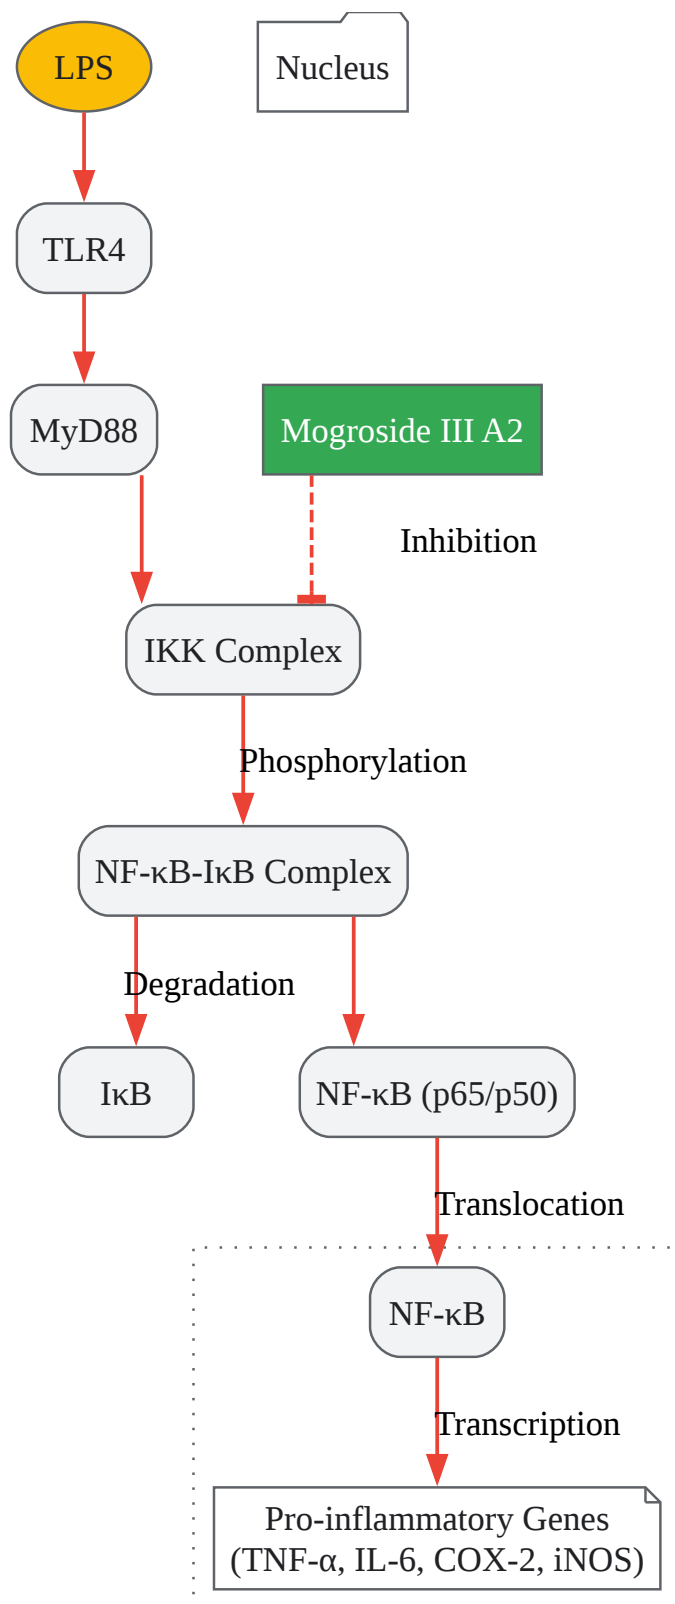 LPS
Nucleus
TLR4
MyD88
Mogroside III A2
Inhibition
IKK Complex
Phosphorylation
NF-κB-IκB Complex
Degradation
IκB
NF-κB (p65/p50)
Translocation
NF-κB
Transcription
Pro-inflammatory Genes
(TNF-α, IL-6, COX-2, iNOS)